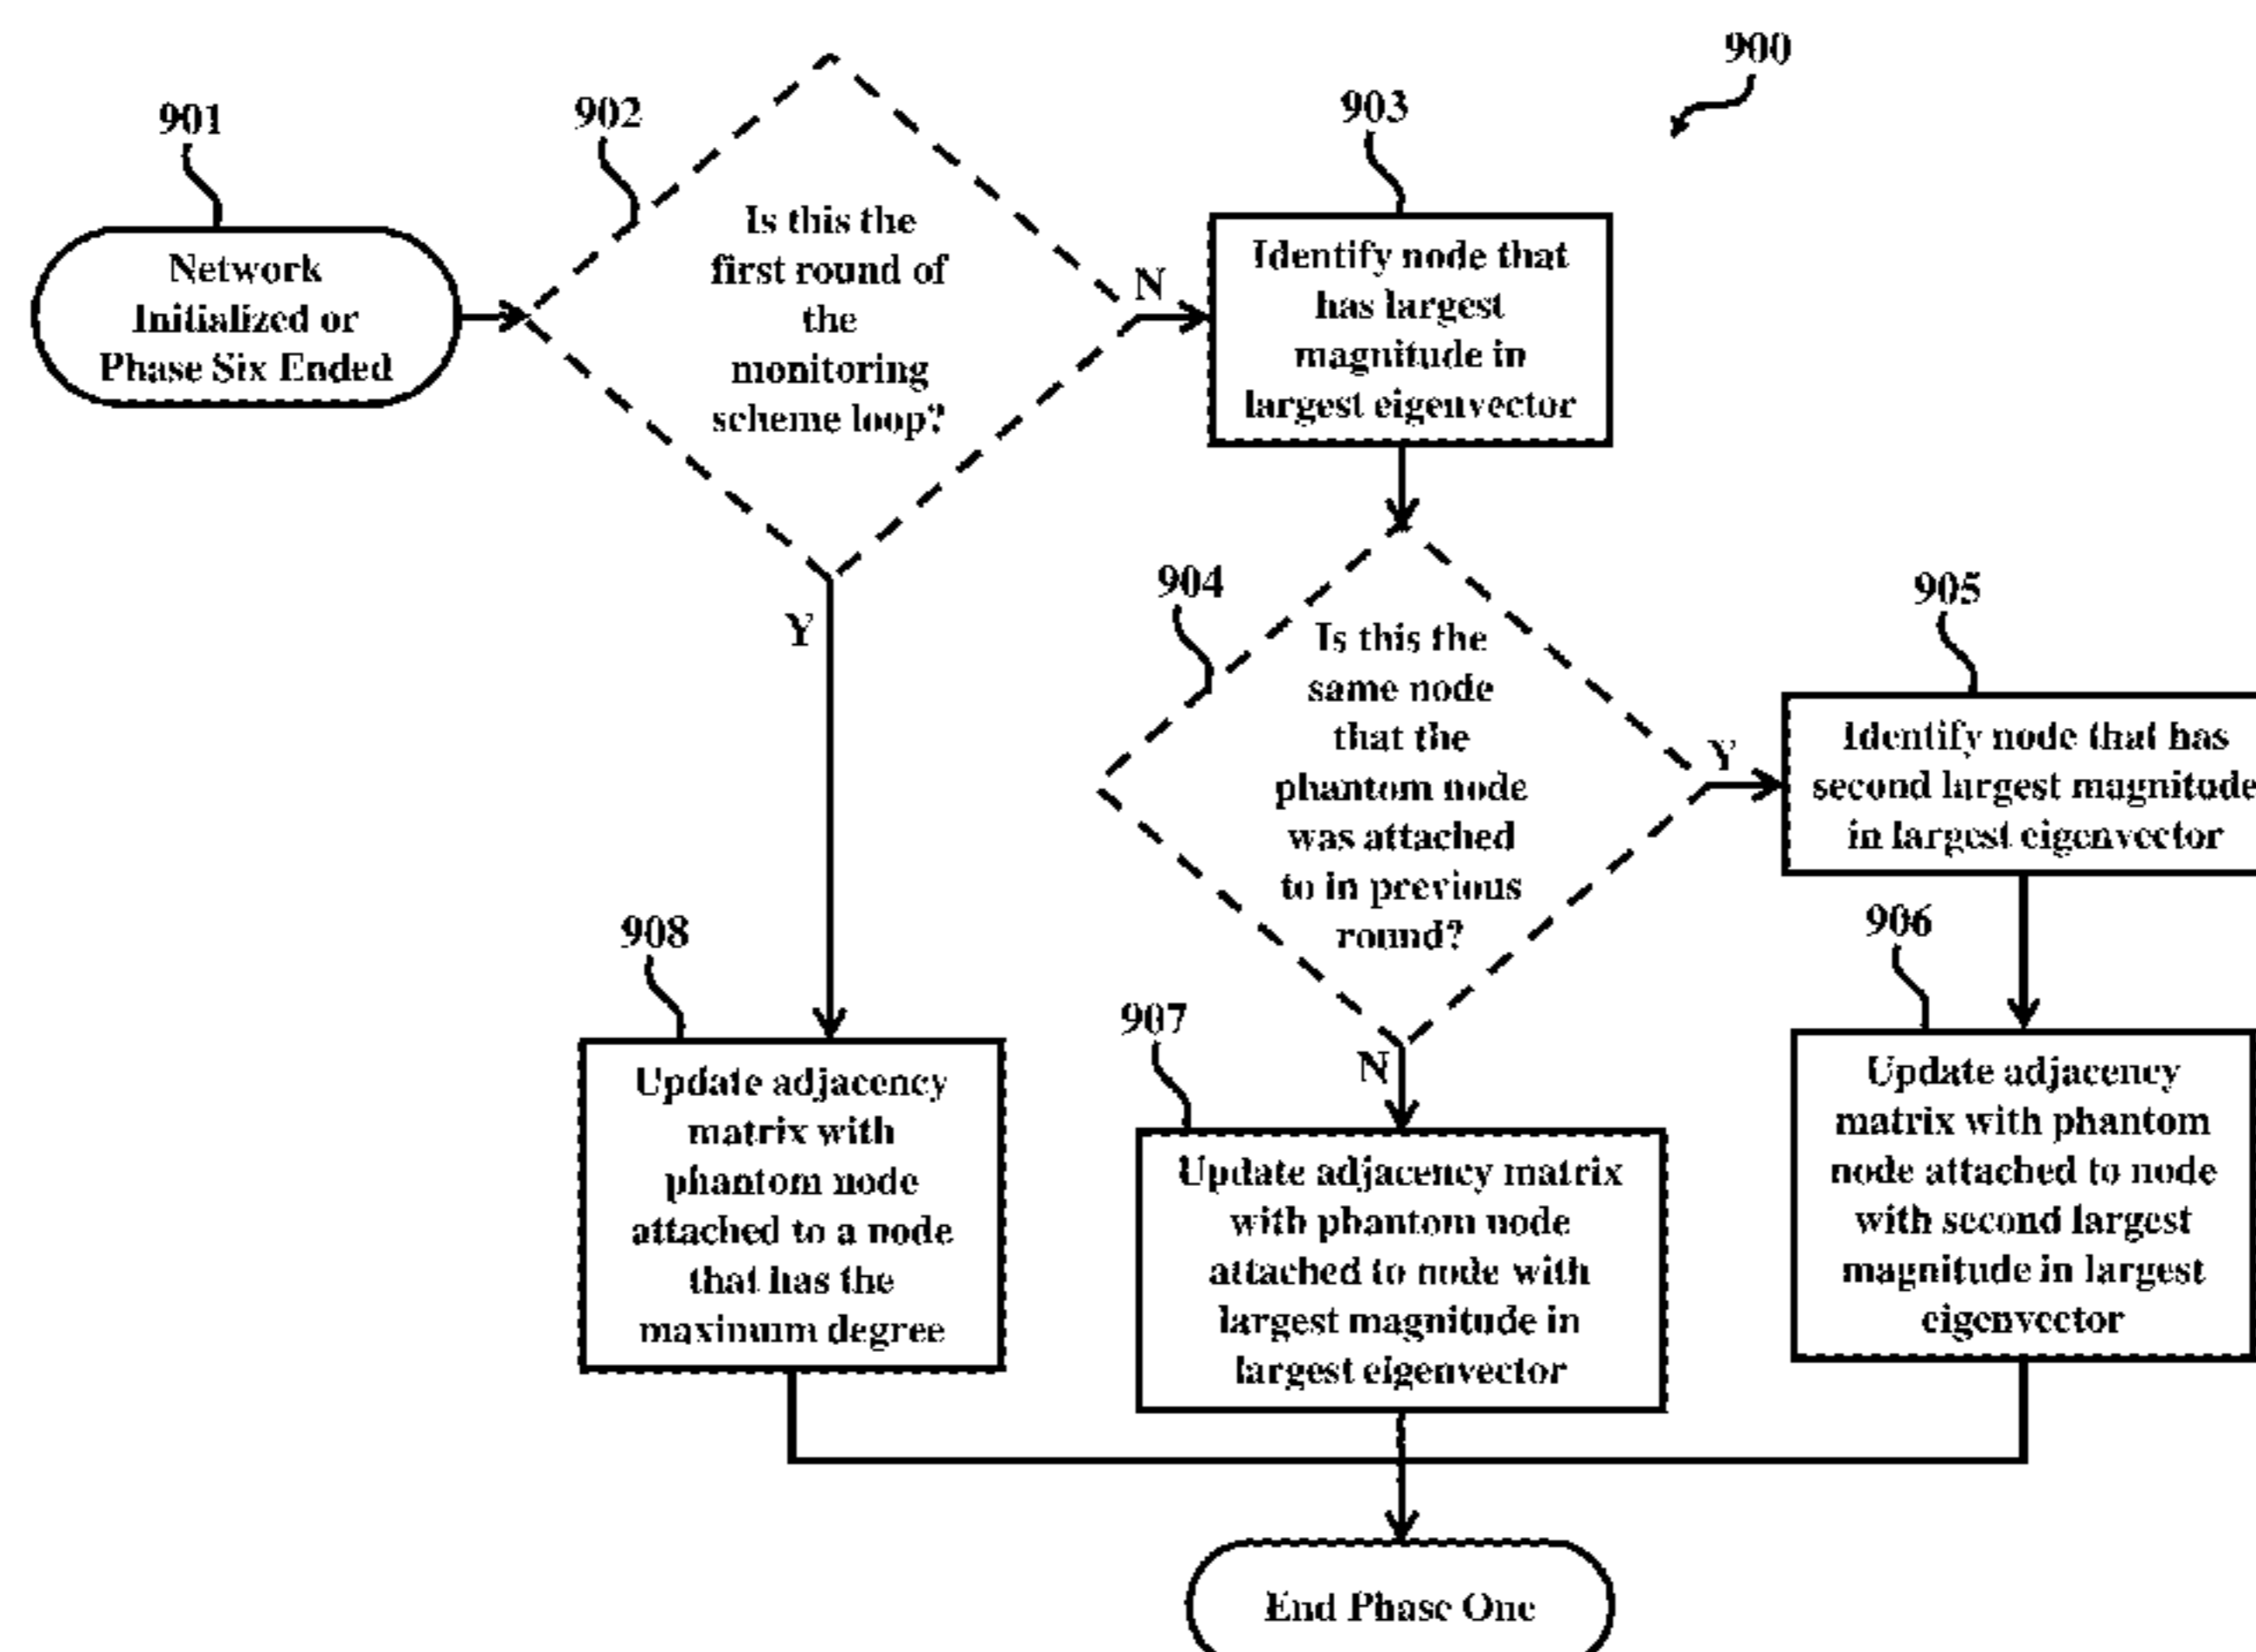 900
901
Network
Initialized or
Phase Six Ended
902
Is this the
first round of
the
monitoring
scheme loop?
N
Y
903
Identify node that
has largest
magnitude in
largest eigenvector
904
Is this the
same node
that the
phantom node
was attached
to in previous
round?
Y
N
905
Identify node that has
second largest magnitude
in largest eigenvector
906
Update adjacency
matrix with phantom
node attached to node
with second largest
magnitude in largest
eigenvector
907
Update adjacency matrix
with phantom node
attached to node with
largest magnitude in
largest eigenvector
908
Update adjacency
matrix with
phantom node
attached to a node
that has the
maximum degree
End Phase One